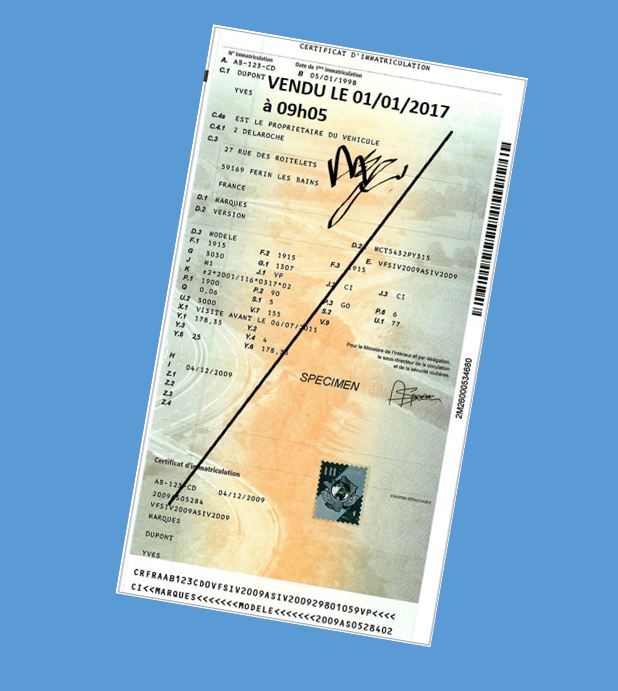 CERTIFICAT D'IMMATRICULATION
N° Immatriculation
Date de 1ère immatriculation
A. AB-123-CD
B 05/01/1998
C.1 DUPONT
VENDU LE 01/01/2017
YVES
à 09h05
C.4a EST LE PROPRIETAIRE DU VEHICULE
C.4.1 2 DELAROCHE
C.3
27 RUE DES ROITELETS
59169 FERIN LES BAINS
FRANCE
D.1 MARQUES
D.2 VERSION
D.2.1 MCT5432PY315
D.3 MODELE
F.1 1915 F.2 1915 F.3 1915 E. VFSIV2009ASIV2009
G 3030 G.1 1307
J M1 J.1 VP J.2 CI J.3 CI
K e2*2001/116*0317*02
P.1 1900 P.2 90 P.3 GO P.6 6
Q 0,06 S.1 5 S.2 U.1 77
U.2 3000 V.7 155 V.9
X.1 VISITE AVANT LE 06/07/2011
Y.1 178,35 Y.2
Y.3 Y.4 4
Y.5 25 Y.6 178,35
Pour le Ministère de l'Intérieur et par délégation,
le sous-directeur de la circulation
et de la sécurité routières
H
I 04/12/2009
Z.1
Z.2
Z.3
Z.4
SPECIMEN
2M26000534680
Certificat d'immatriculation
AB-123-CD 04/12/2009
2009AS05284
VFSIV2009ASIV2009
MARQUES
DUPONT
YVES
COUPON DÉTACHABLE
CRFRAAB123CD0VFSIV2009ASIV200929801059VP<<<<
CI<<MARQUES<<<<<<<MODELE<<<<<<<2009AS0528402